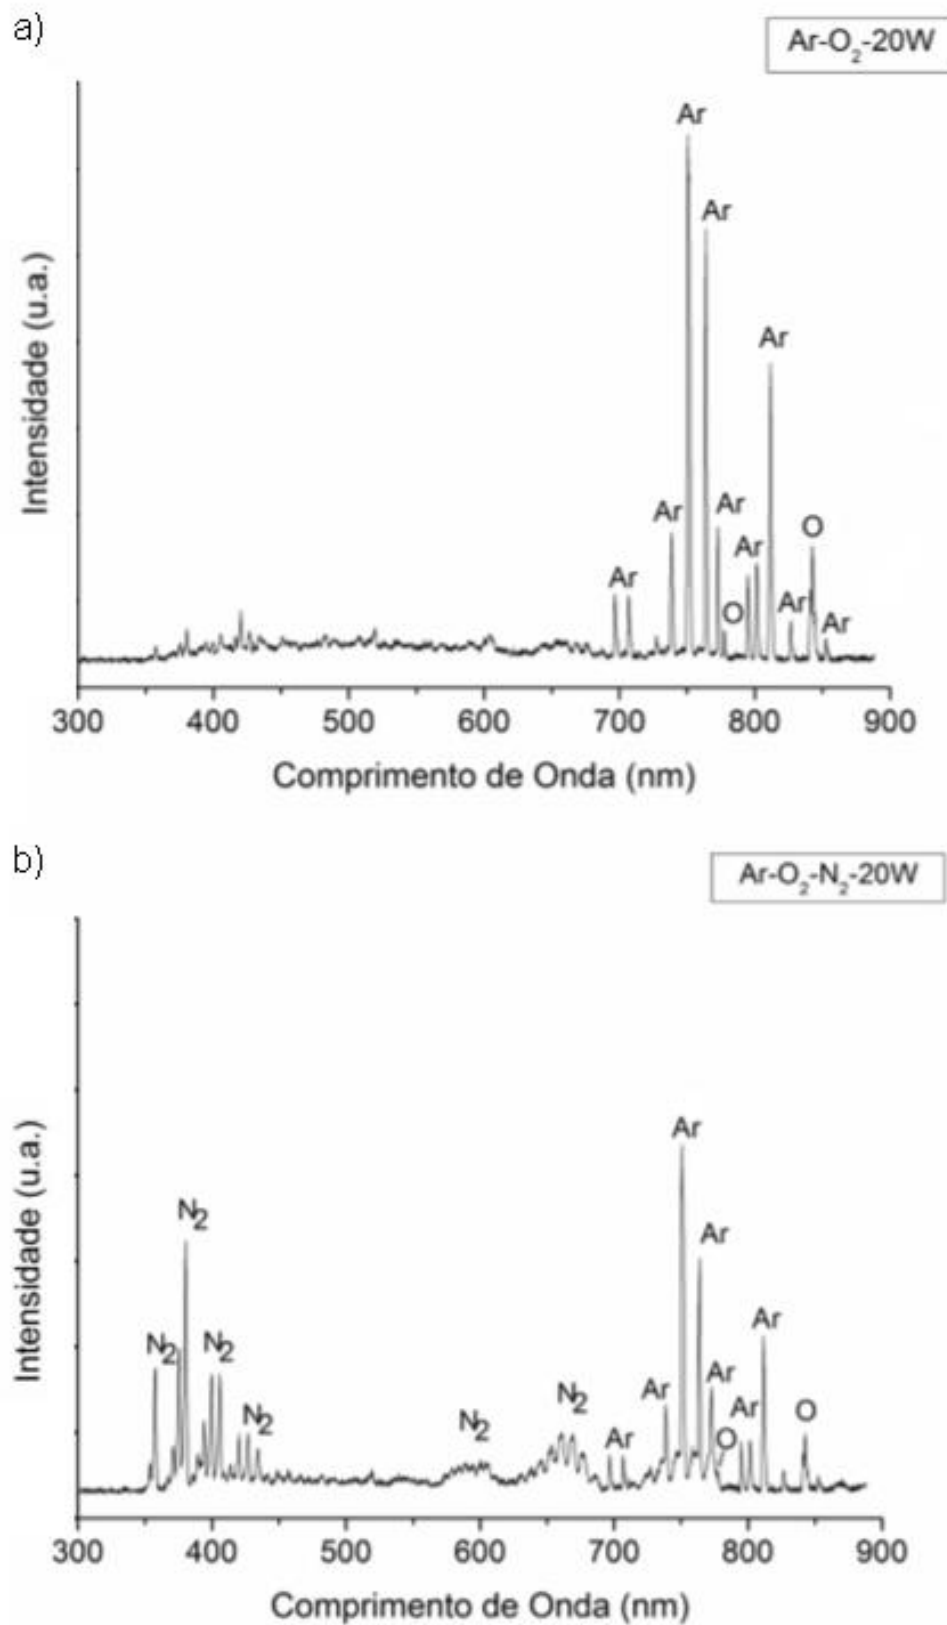 a)
Ar-O₂-20W
Ar
Ar
Ar
Ar
Ar
O
Ar
Ar
O
Ar
Ar
Intensidade (u.a.)
300 400 500 600 700 800 900
Comprimento de Onda (nm)
b)
Ar-O₂-N₂-20W
Ar
N₂
Ar
Ar
N₂
N₂
N₂
N₂
N₂
Ar
Ar
Ar
O
Ar
O
Intensidade (u.a.)
300 400 500 600 700 800 900
Comprimento de Onda (nm)